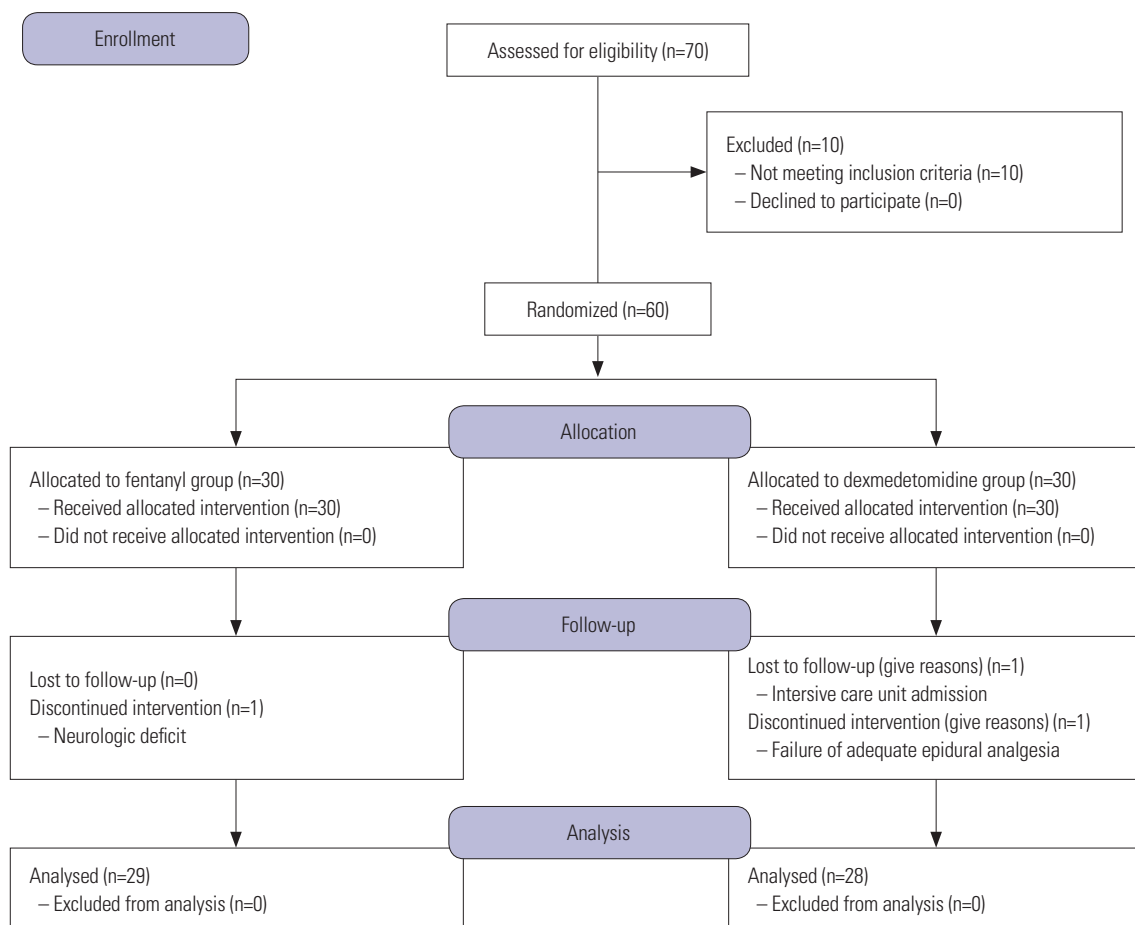 Enrollment
Assessed for eligibility (n=70)
Excluded (n=10)
– Not meeting inclusion criteria (n=10)
– Declined to participate (n=0)
Randomized (n=60)
Allocation
Allocated to fentanyl group (n=30)
– Received allocated intervention (n=30)
– Did not receive allocated intervention (n=0)
Allocated to dexmedetomidine group (n=30)
– Received allocated intervention (n=30)
– Did not receive allocated intervention (n=0)
Follow-up
Lost to follow-up (n=0)
Discontinued intervention (n=1)
– Neurologic deficit
Lost to follow-up (give reasons) (n=1)
– Intersive care unit admission
Discontinued intervention (give reasons) (n=1)
– Failure of adequate epidural analgesia
Analysis
Analysed (n=29)
– Excluded from analysis (n=0)
Analysed (n=28)
– Excluded from analysis (n=0)